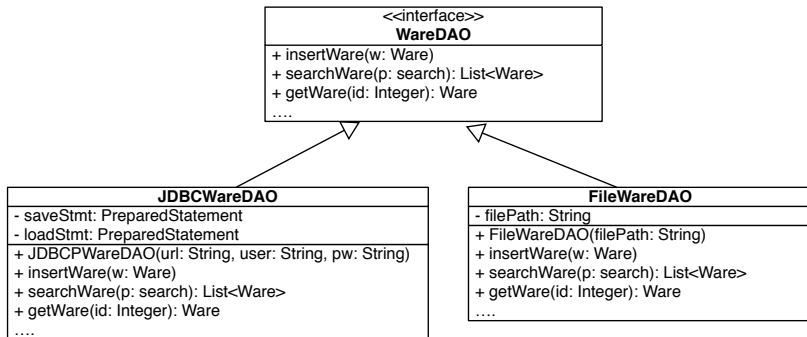 <<interface>>
WareDAO
+ insertWare(w: Ware)
+ searchWare(p: search): List<Ware>
+ getWare(id: Integer): Ware
....
JDBCWareDAO
- saveStmt: PreparedStatement
- loadStmt: PreparedStatement
+ JDBCPWareDAO(url: String, user: String, pw: String)
+ insertWare(w: Ware)
+ searchWare(p: search): List<Ware>
+ getWare(id: Integer): Ware
....
FileWareDAO
- filePath: String
+ FileWareDAO(filePath: String)
+ insertWare(w: Ware)
+ searchWare(p: search): List<Ware>
+ getWare(id: Integer): Ware
....